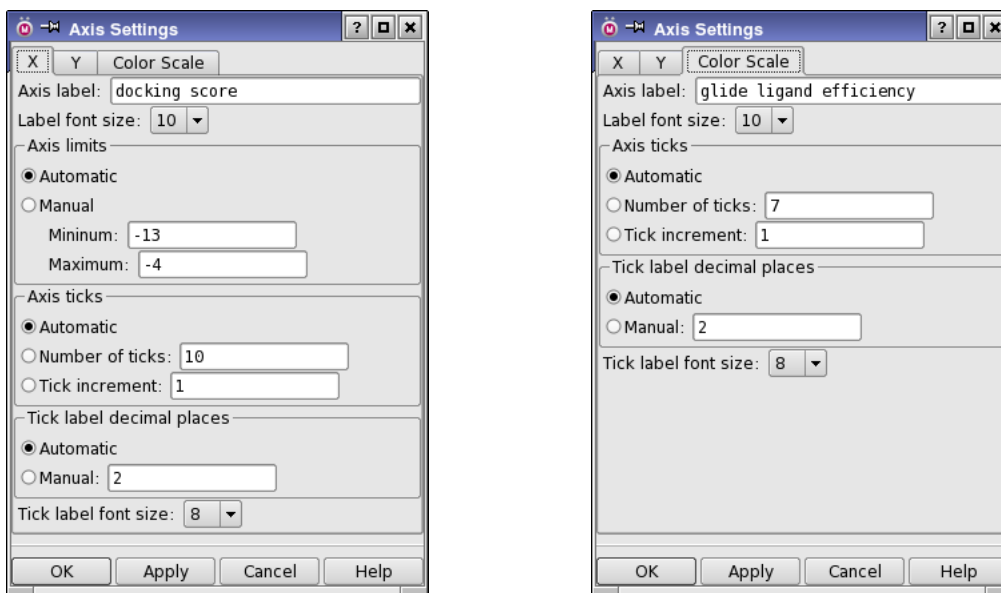 Axis Settings
X Y Color Scale
Axis label: docking score
Label font size: 10
Axis limits
Automatic
Manual
Mininum: -13
Maximum: -4
Axis ticks
Automatic
Number of ticks: 10
Tick increment: 1
Tick label decimal places
Automatic
Manual: 2
Tick label font size: 8
OK Apply Cancel Help
Axis Settings
X Y Color Scale
Axis label: glide ligand efficiency
Label font size: 10
Axis ticks
Automatic
Number of ticks: 7
Tick increment: 1
Tick label decimal places
Automatic
Manual: 2
Tick label font size: 8
OK Apply Cancel Help